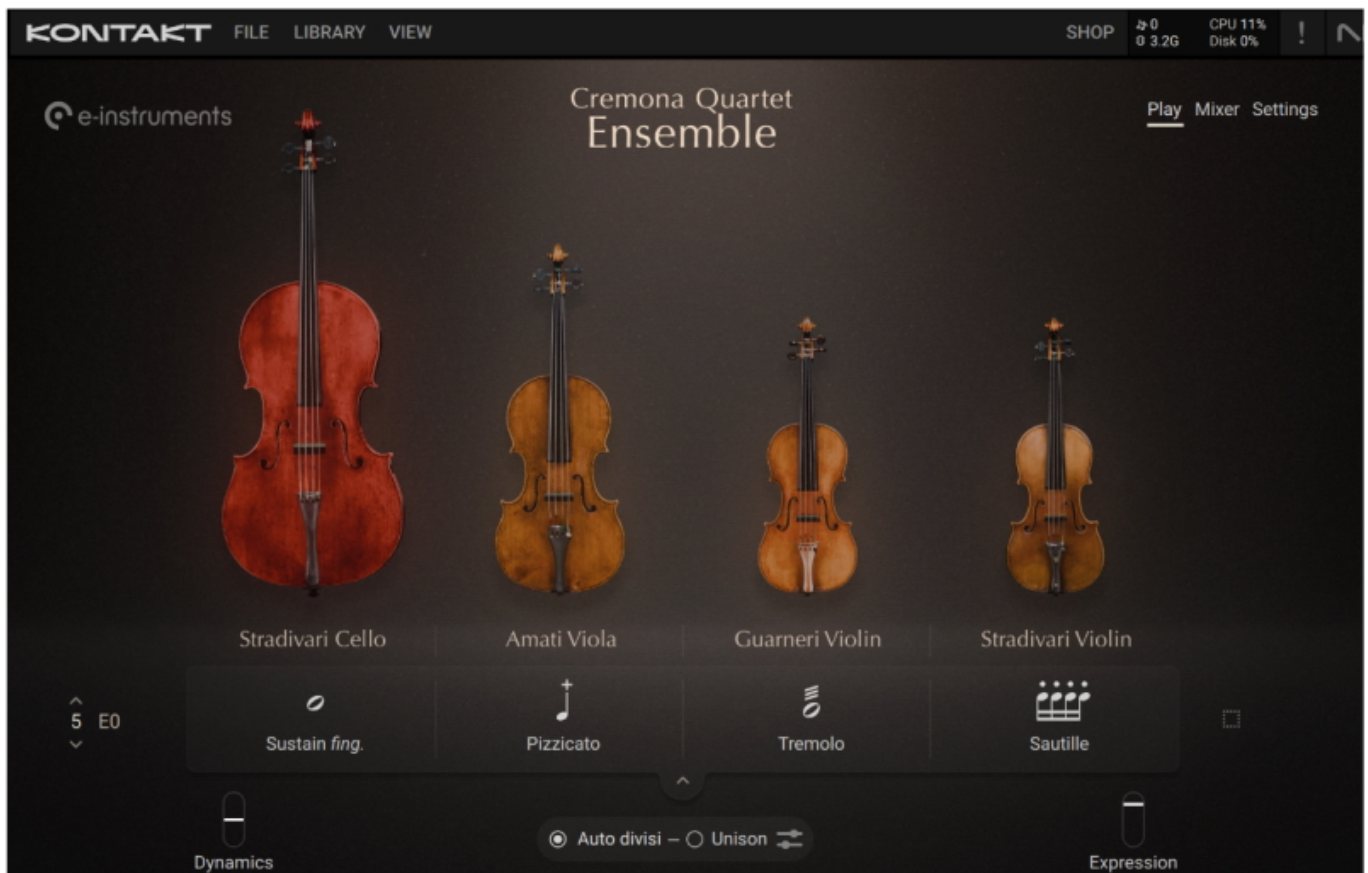 KONTAKT FILE LIBRARY VIEW SHOP 0 CPU 11%
3.2G Disk 0% !
e-instruments
Cremona Quartet
Ensemble
Play Mixer Settings
Stradivari Cello Amati Viola Guarneri Violin Stradivari Violin
5 E0
Sustain fing. Pizzicato Tremolo Sautille
Auto divisi – Unison
Dynamics Expression